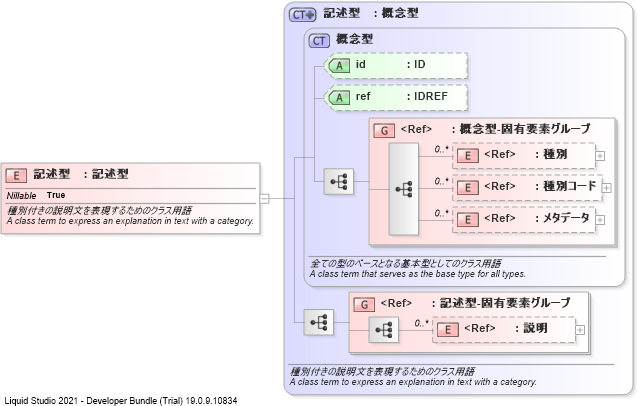 CT 記述型 : 概念型
CT 概念型
A id : ID
A ref : IDREF
G <Ref> : 概念型-固有要素グループ
0..*
E <Ref> : 種別
0..*
E <Ref> : 種別コード
0..*
E <Ref> : メタデータ
E 記述型 : 記述型
Nillable True
種別付きの説明文を表現するためのクラス用語
A class term to express an explanation in text with a category.
全ての型のベースとなる基本型としてのクラス用語
A class term that serves as the base type for all types.
G <Ref> : 記述型-固有要素グループ
0..*
E <Ref> : 説明
種別付きの説明文を表現するためのクラス用語
A class term to express an explanation in text with a category.
Liquid Studio 2021 - Developer Bundle (Trial) 19.0.9.10834